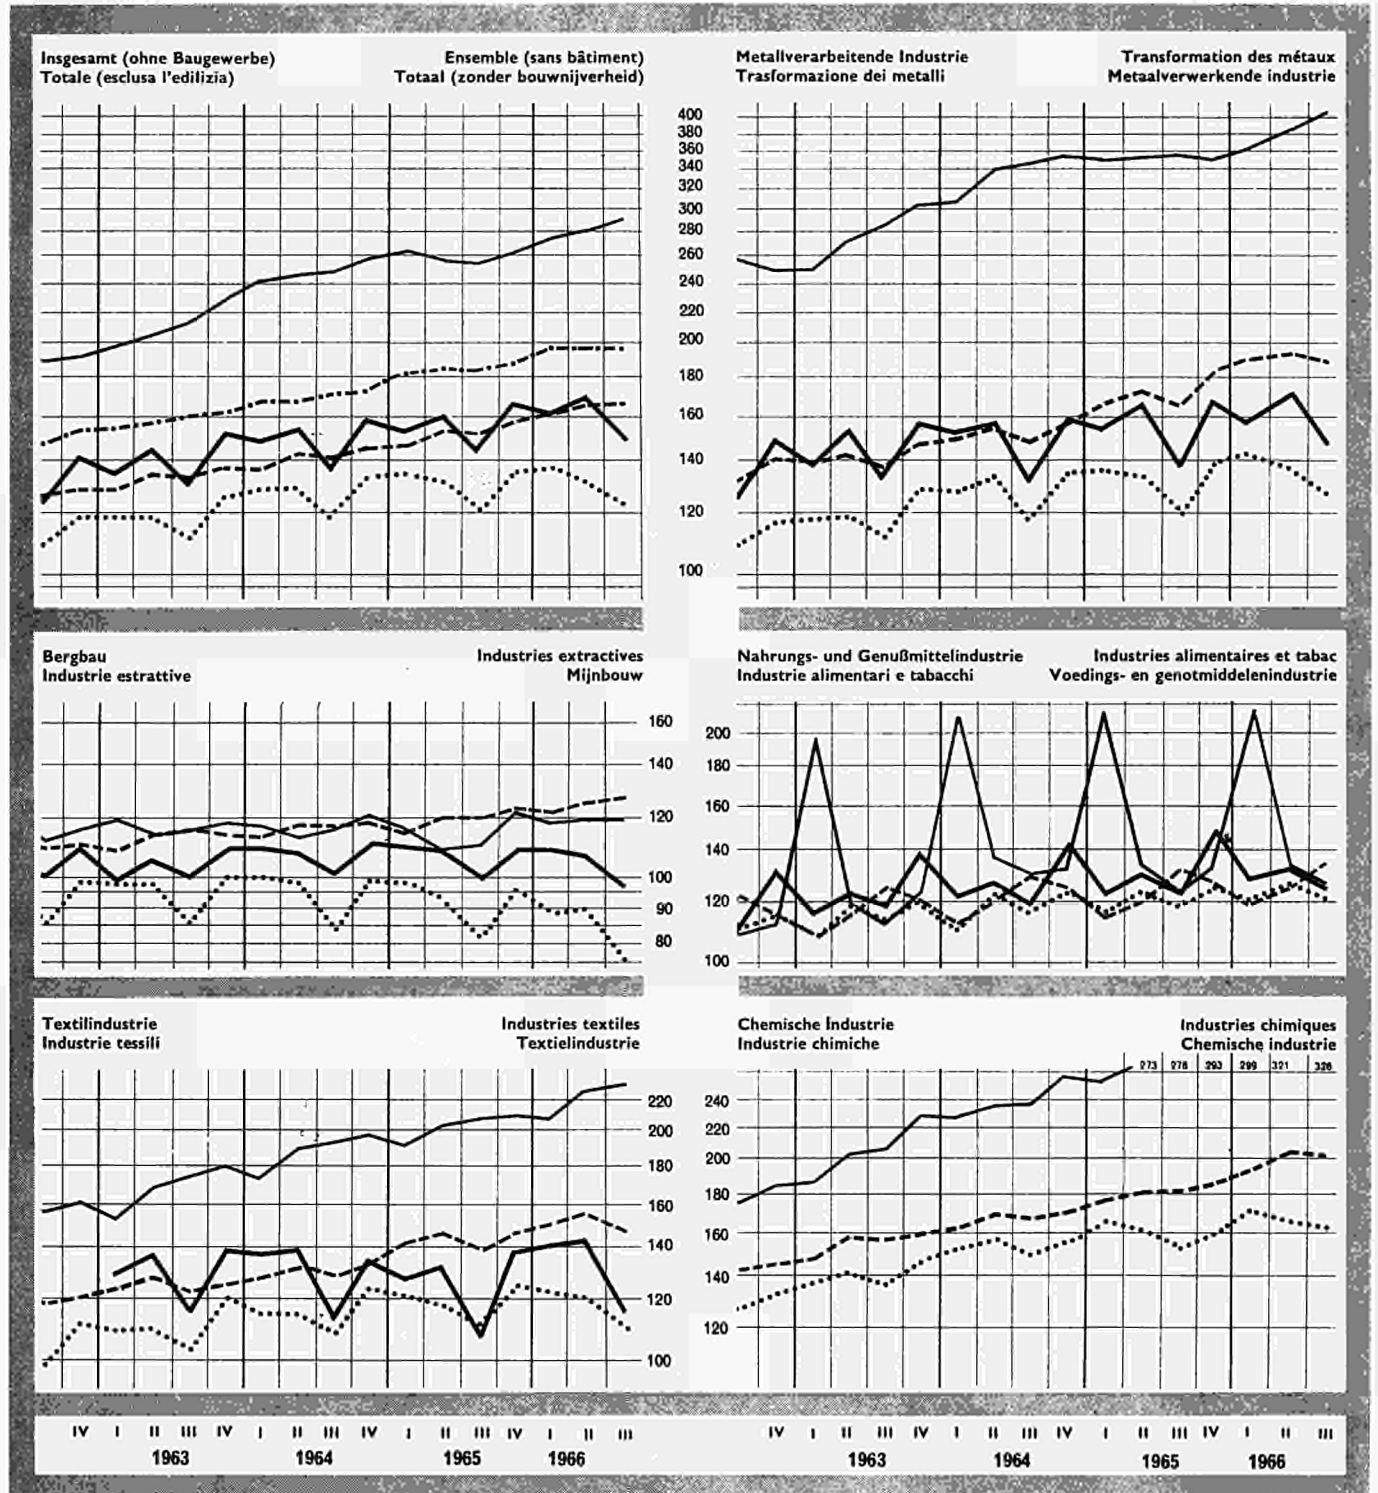 Insgesamt (ohne Baugewerbe) Ensemble (sans bâtiment)
Totale (esclusa l'edilizia) Totaal (zonder bouwnijverheid)
Metallverarbeitende Industrie Transformation des métaux
Trasformazione dei metalli Metaalverwerkende industrie
400
380
360
340
320
300
280
260
240
220
200
180
160
140
120
100
Bergbau Industries extractives
Industrie estrattive Mijnbouw
160
140
120
100
90
80
Nahrungs- und Genußmittelindustrie Industries alimentaires et tabac
Industrie alimentari e tabacchi Voedings- en genotmiddelenindustrie
200
180
160
140
120
100
Textilindustrie Industries textiles
Industrie tessili Textielindustrie
220
200
180
160
140
120
100
Chemische Industrie Industries chimiques
Industrie chimiche Chemische industrie
273 278 293 299 321 326
240
220
200
180
160
140
120
IV I II III IV I II III IV I II III IV I II III
1963 1964 1965 1966
IV I II III IV I II III IV I II III IV I II III
1963 1964 1965 1966